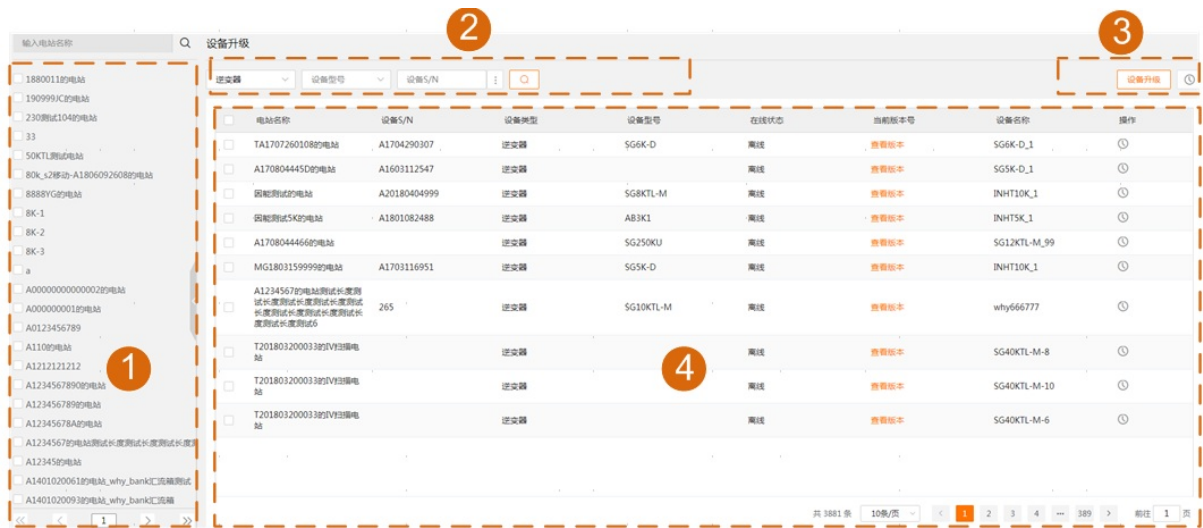 输入电站名称
1880011的电站
190999JC的电站
230测试104的电站
33
50KTL测试电站
80k_s2移动-A1806092608的电站
8888YG的电站
8K-1
8K-2
8K-3
a
A00000000000002的电站
A000000001的电站
A0123456789
A110的电站
A1212121212
A1234567890的电站
A123456789的电站
A12345678A的电站
A1234567的电站测试长度测试长度测试长度测
A12345的电站
A1401020061的电站_why_bank汇流箱测试
A1401020093的电站_why_bank汇流箱
« < 1 > »
1
设备升级
2
逆变器 设备型号 设备S/N
3
设备升级
电站名称 设备S/N 设备类型 设备型号 在线状态 当前版本号 设备名称 操作
TA1707260108的电站 A1704290307 逆变器 SG6K-D 离线 查看版本 SG6K-D_1
A170804445D的电站 A1603112547 逆变器 离线 查看版本 SG5K-D_1
因能测试的电站 A20180404999 逆变器 SG8KTL-M 离线 查看版本 INHT10K_1
因能测试5K的电站 A1801082488 逆变器 AB3K1 离线 查看版本 INHT5K_1
A1708044466的电站 逆变器 SG250KU 离线 查看版本 SG12KTL-M_99
MG1803159999的电站 A1703116951 逆变器 SG5K-D 离线 查看版本 INHT10K_1
A1234567的电站测试长度测
试长度测试长度测试长度测试
长度测试长度测试长度测试长
度测试长度测试6
265 逆变器 SG10KTL-M 离线 查看版本 why666777
T201803200033的IV扫描电
站
逆变器 离线 查看版本 SG40KTL-M-8
4
T201803200033的IV扫描电
站
逆变器 离线 查看版本 SG40KTL-M-10
T201803200033的IV扫描电
站
逆变器 离线 查看版本 SG40KTL-M-6
共 3881 条 10条/页 < 1 2 3 4 ··· 389 > 前往 1 页